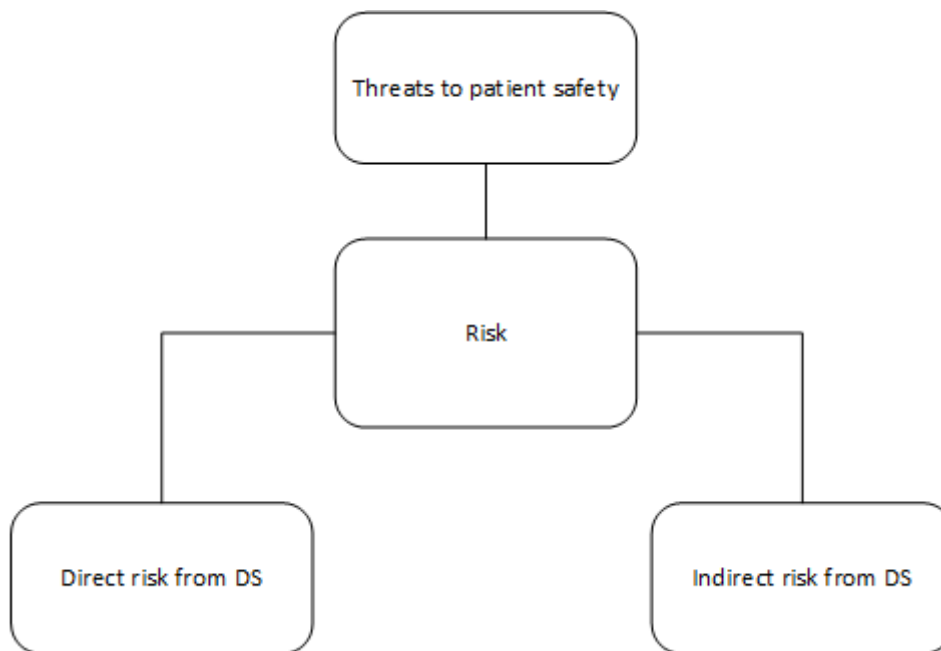 Threats to patient safety
Risk
Direct risk from DS
Indirect risk from DS